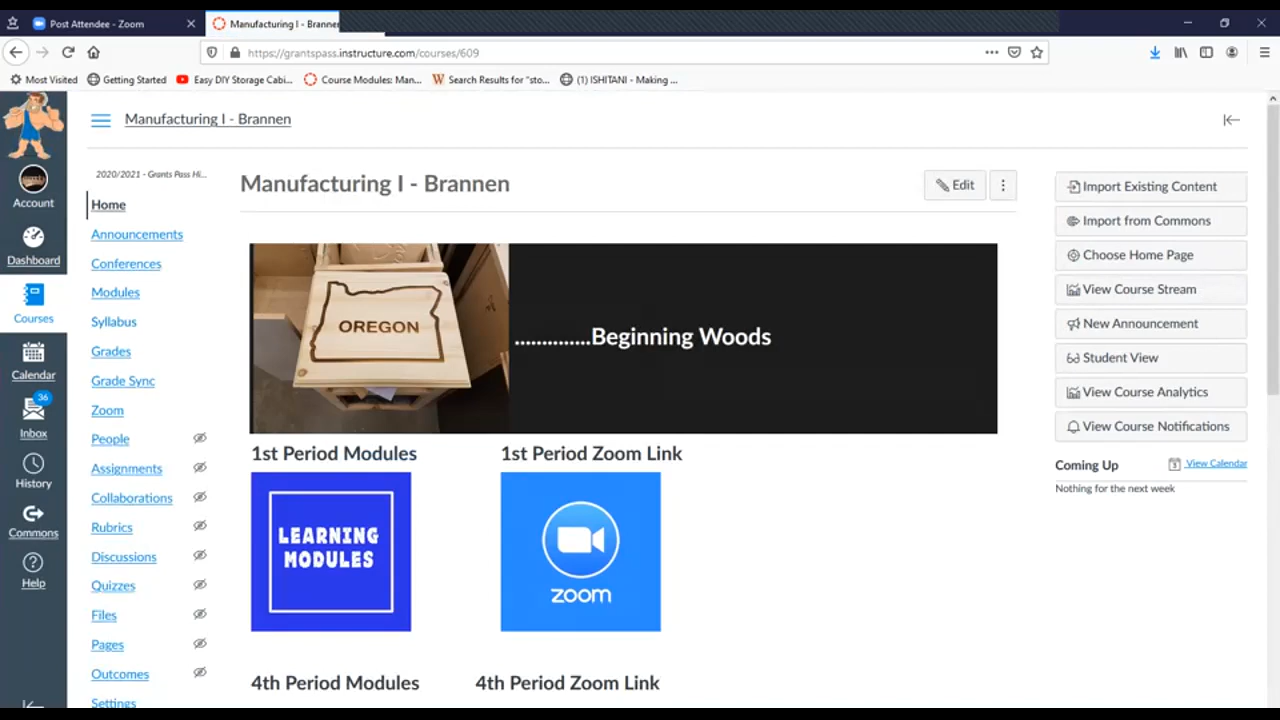 Post Attendee - Zoom
Manufacturing I - Brannen
https://grantspass.instructure.com/courses/609
Most Visited
Getting Started
Easy DIY Storage Cabi...
Course Modules: Man...
Search Results for "sto...
(1) ISHITANI - Making ...
Manufacturing I - Brannen
Account
Dashboard
Courses
Calendar
36
Inbox
History
Commons
Help
2020/2021 - Grants Pass Hi...
Home
Announcements
Conferences
Modules
Syllabus
Grades
Grade Sync
Zoom
People
Assignments
Collaborations
Rubrics
Discussions
Quizzes
Files
Pages
Outcomes
Settings
Manufacturing I - Brannen
Edit
OREGON
..............Beginning Woods
1st Period Modules
1st Period Zoom Link
LEARNING
MODULES
zoom
4th Period Modules
4th Period Zoom Link
Import Existing Content
Import from Commons
Choose Home Page
View Course Stream
New Announcement
Student View
View Course Analytics
View Course Notifications
Coming Up
View Calendar
Nothing for the next week